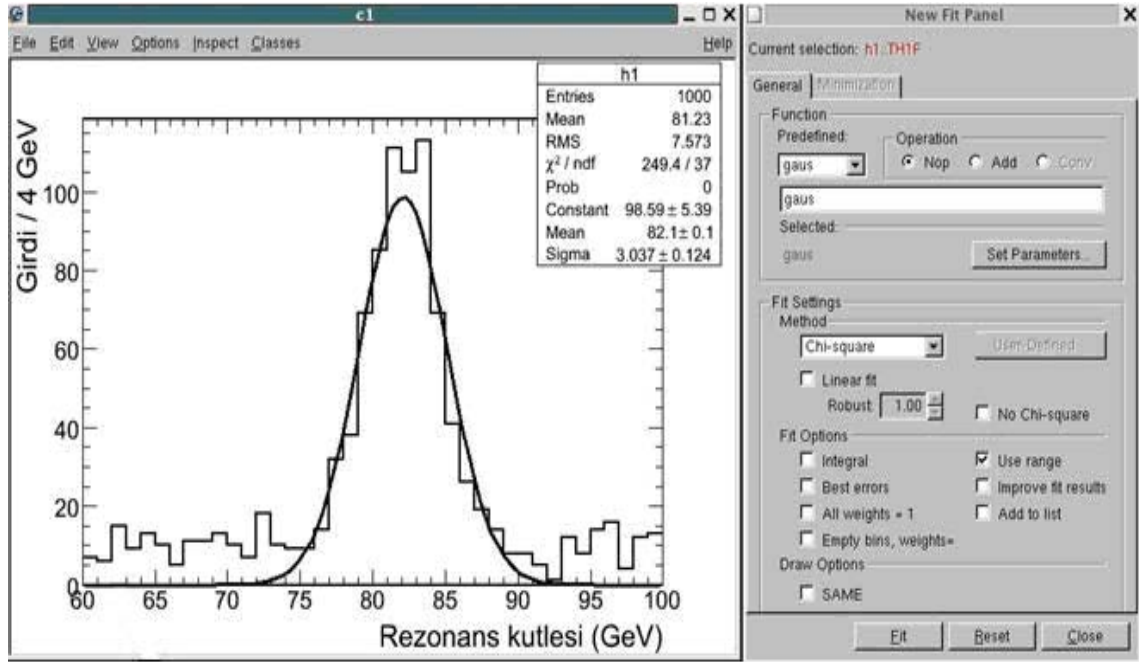 c1
File Edit View Options Inspect Classes Help
h1
Entries 1000
Mean 81.23
RMS 7.573
χ² / ndf 249.4 / 37
Prob 0
Constant 98.59 ± 5.39
Mean 82.1 ± 0.1
Sigma 3.037 ± 0.124
Girdi / 4 GeV
100
80
60
40
20
0
60 65 70 75 80 85 90 95 100
Rezonans kutlesi (GeV)
New Fit Panel
Current selection: h1::TH1F
General Minimization
Function
Predefined: Operation
gaus Nop Add Conv
gaus
Selected:
gaus Set Parameters...
Fit Settings
Method
Chi-square User-Defined...
Linear fit
Robust: 1.00 No Chi-square
Fit Options
Integral Use range
Best errors Improve fit results
All weights = 1 Add to list
Empty bins, weights=
Draw Options
SAME
Fit Reset Close